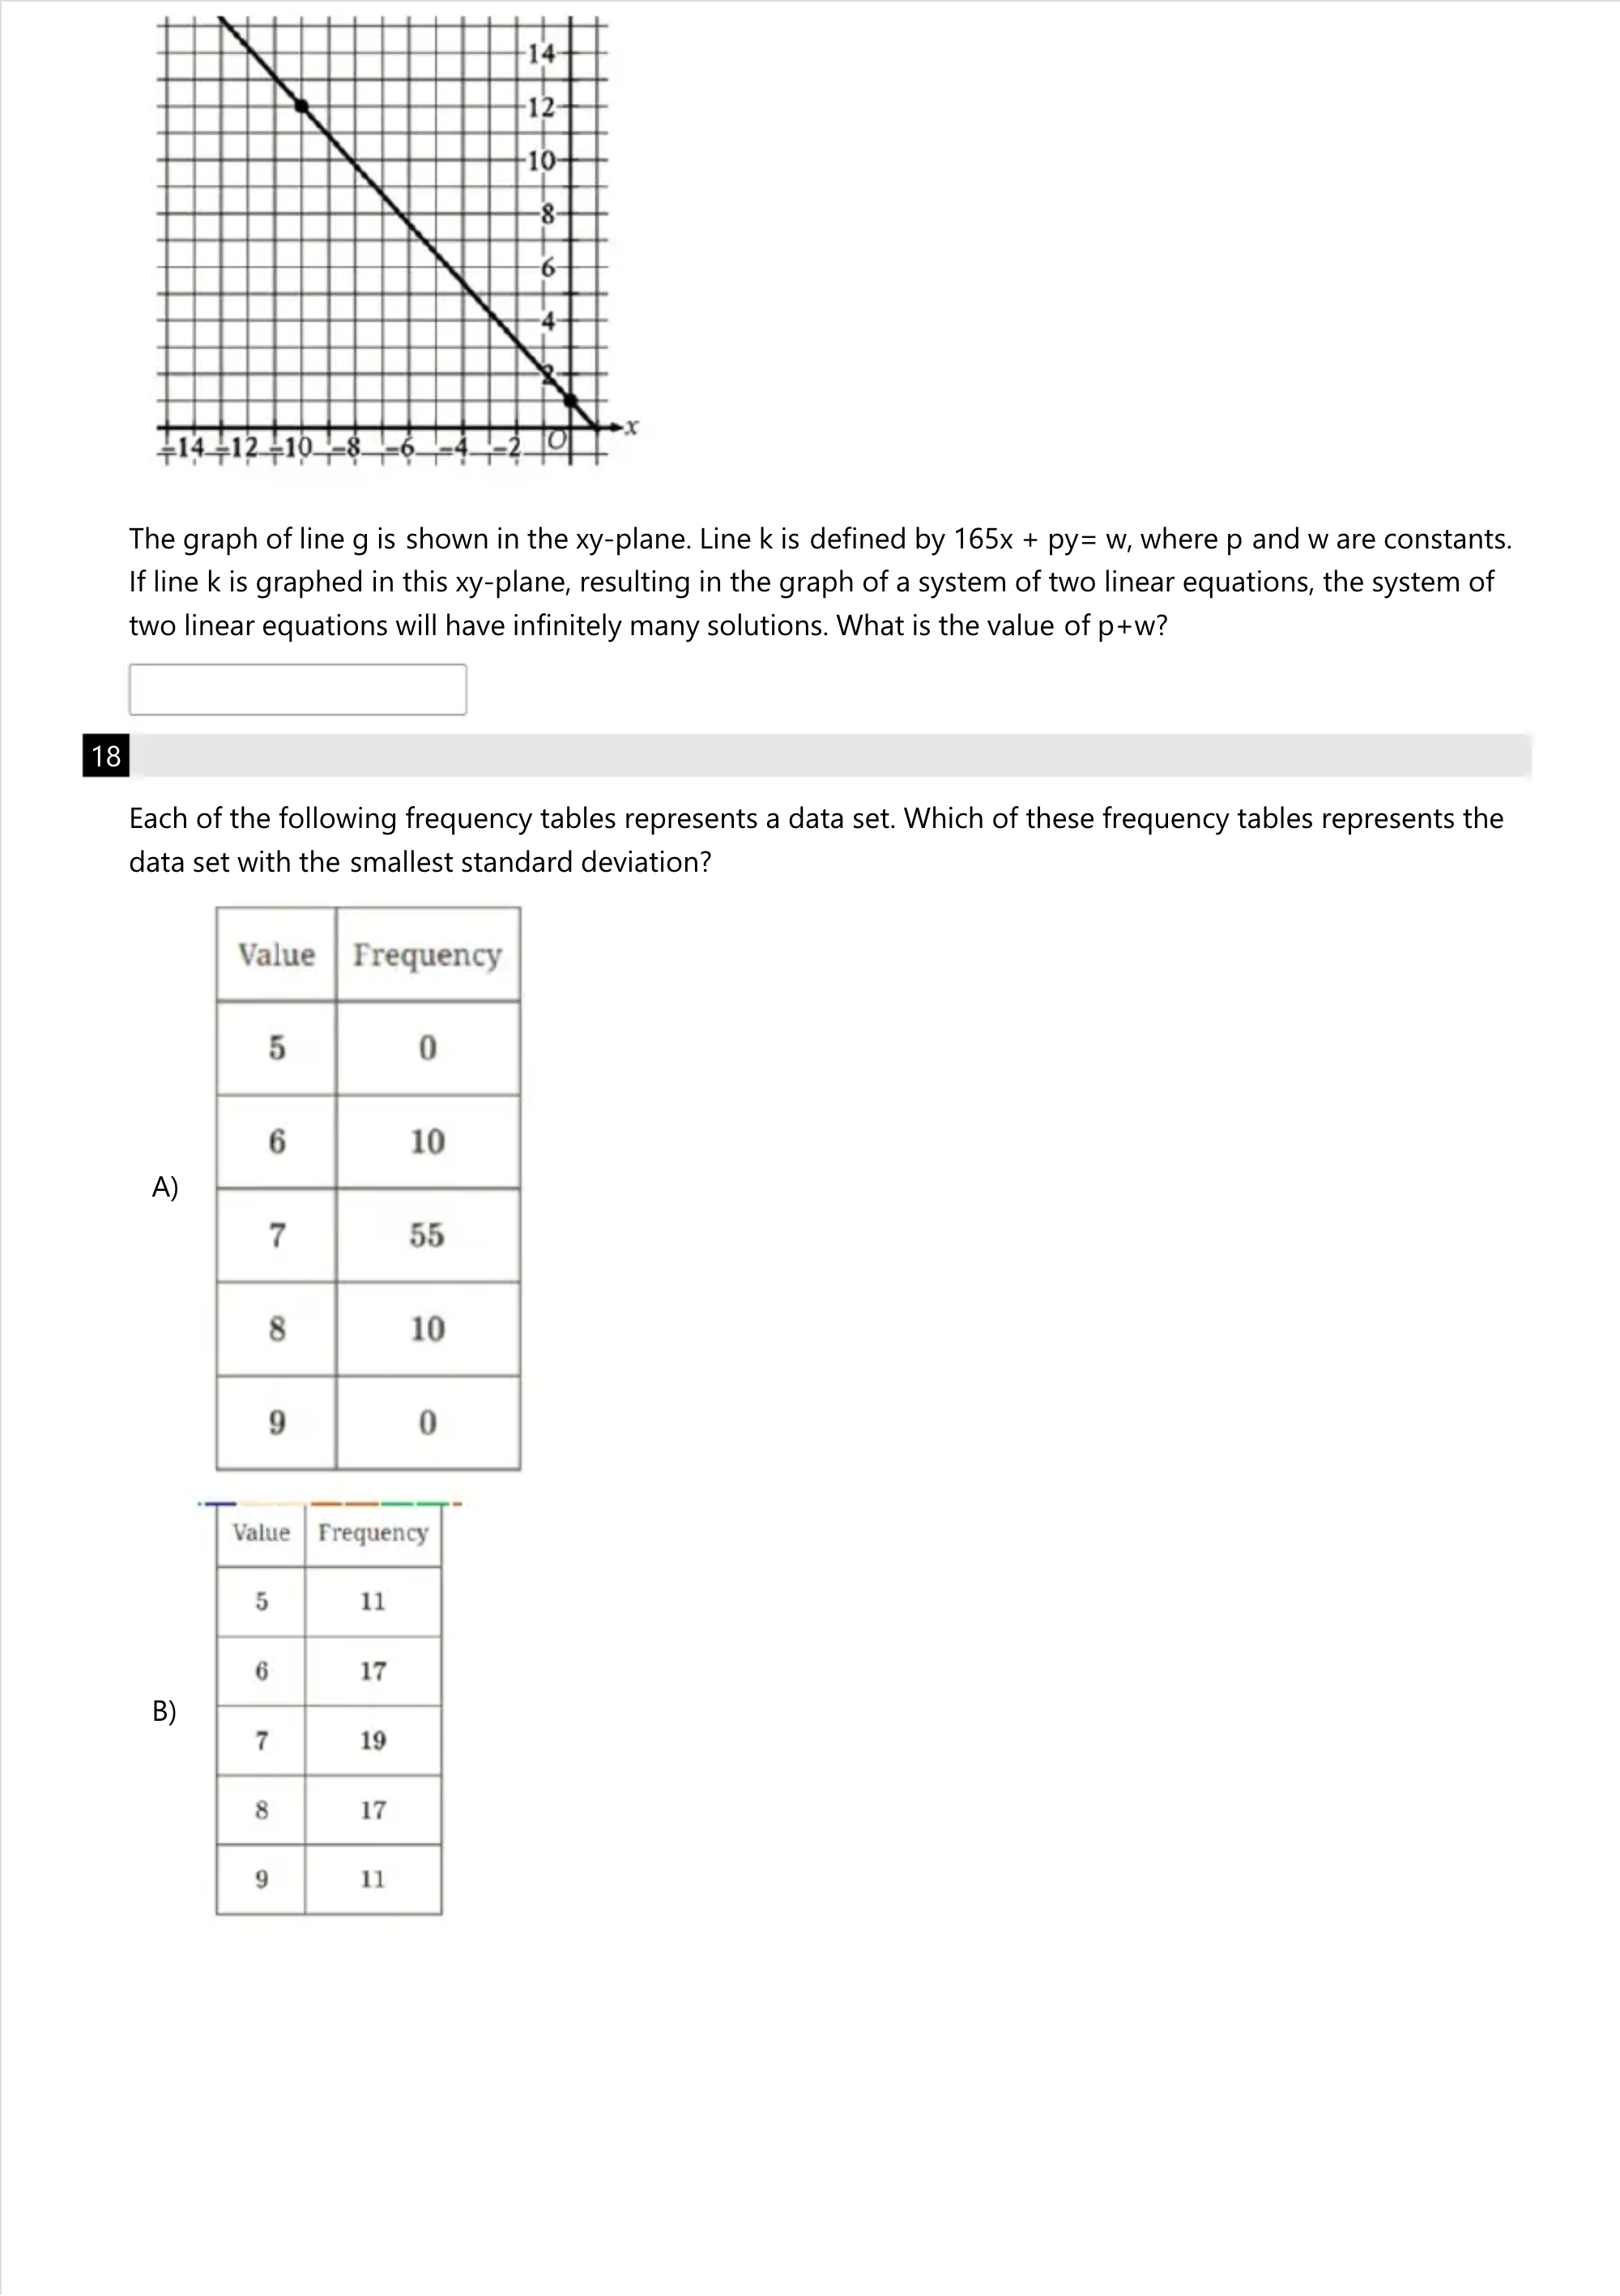 14
12
10
8
6
4
2
-14 -12 -10 -8 -6 -4 -2 O x
The graph of line g is shown in the xy-plane. Line k is defined by 165x + py= w, where p and w are constants.
If line k is graphed in this xy-plane, resulting in the graph of a system of two linear equations, the system of
two linear equations will have infinitely many solutions. What is the value of p+w?
18
Each of the following frequency tables represents a data set. Which of these frequency tables represents the
data set with the smallest standard deviation?
A)
Value Frequency
5 0
6 10
7 55
8 10
9 0
B)
Value Frequency
5 11
6 17
7 19
8 17
9 11